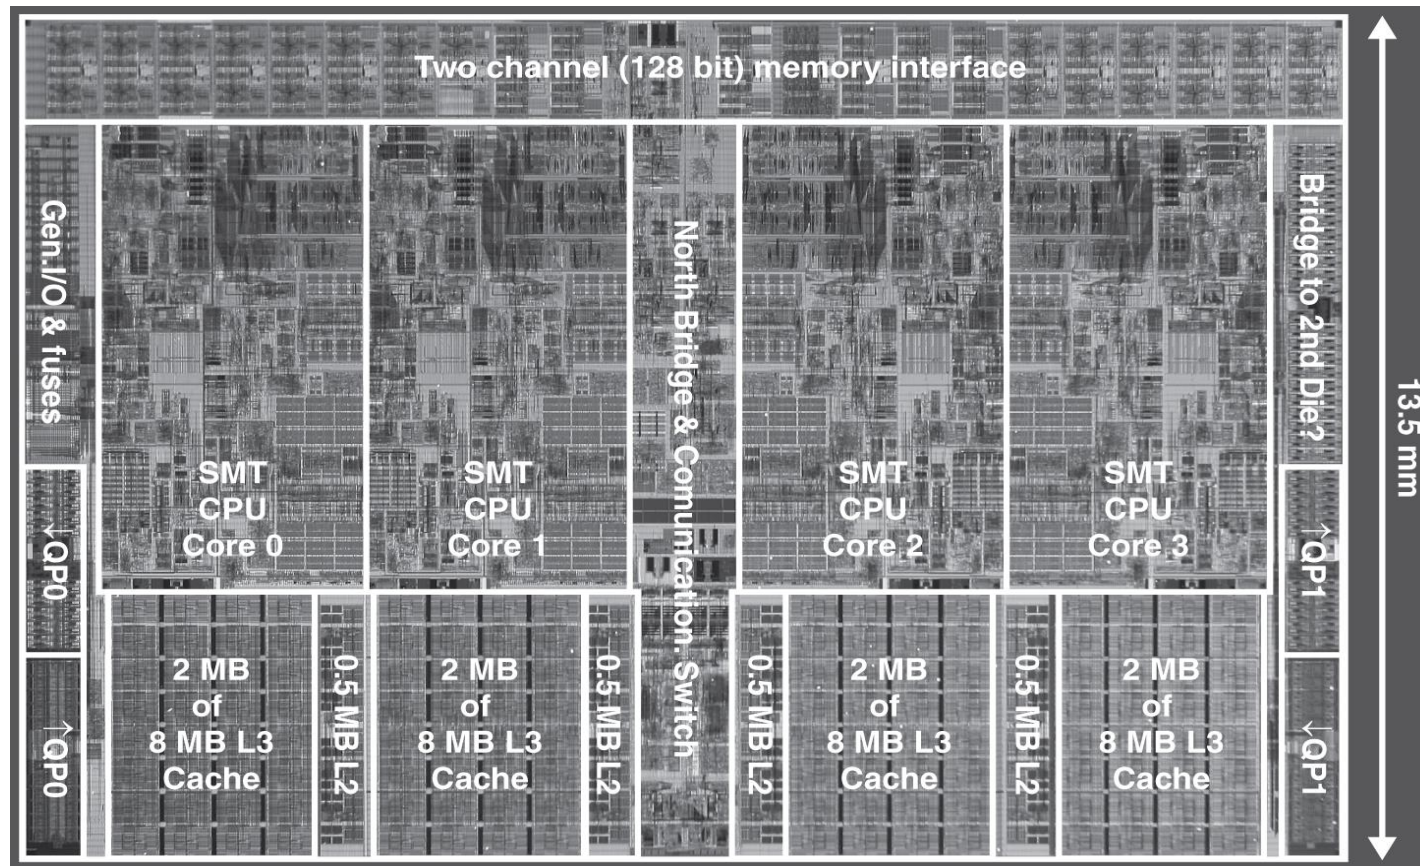 Two channel (128 bit) memory interface
Gen.I/O & fuses
SMT
CPU
Core 0
SMT
CPU
Core 1
North Bridge & Comunication. Switch
SMT
CPU
Core 2
SMT
CPU
Core 3
Bridge to 2nd Die?
13.5 mm
↓QP0
↑QP1
2 MB
of
8 MB L3
Cache
0.5 MB L2
2 MB
of
8 MB L3
Cache
0.5 MB L2
0.5 MB L2
2 MB
of
8 MB L3
Cache
0.5 MB L2
2 MB
of
8 MB L3
Cache
↑QP0
↓QP1